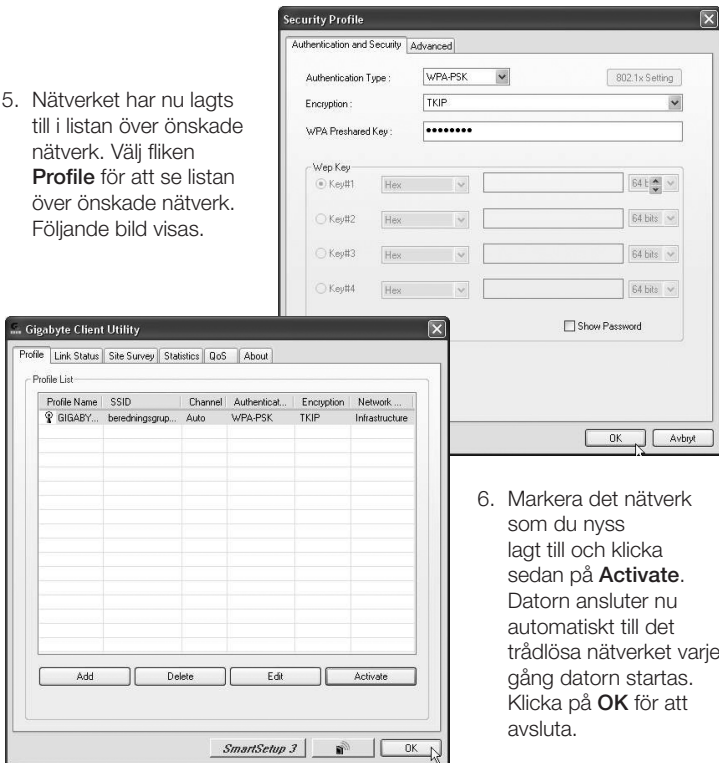 Security Profile
Authentication and Security Advanced
Authentication Type : WPA-PSK 802.1x Setting
Encryption : TKIP
WPA Preshared Key : ••••••••
Wep Key
Key#1 Hex 64 b
Key#2 Hex 64 bits
Key#3 Hex 64 bits
Key#4 Hex 64 bits
Show Password
OK Avbryt
5. Nätverket har nu lagts
till i listan över önskade
nätverk. Välj fliken
Profile för att se listan
över önskade nätverk.
Följande bild visas.
Gigabyte Client Utility
Profile Link Status Site Survey Statistics QoS About
Profile List
Profile Name SSID Channel Authenticat... Encryption Network ...
GIGABY... beredningsgrup... Auto WPA-PSK TKIP Infrastructure
Add Delete Edit Activate
SmartSetup 3 OK
6. Markera det nätverk
som du nyss
lagt till och klicka
sedan på Activate.
Datorn ansluter nu
automatiskt till det
trådlösa nätverket varje
gång datorn startas.
Klicka på OK för att
avsluta.